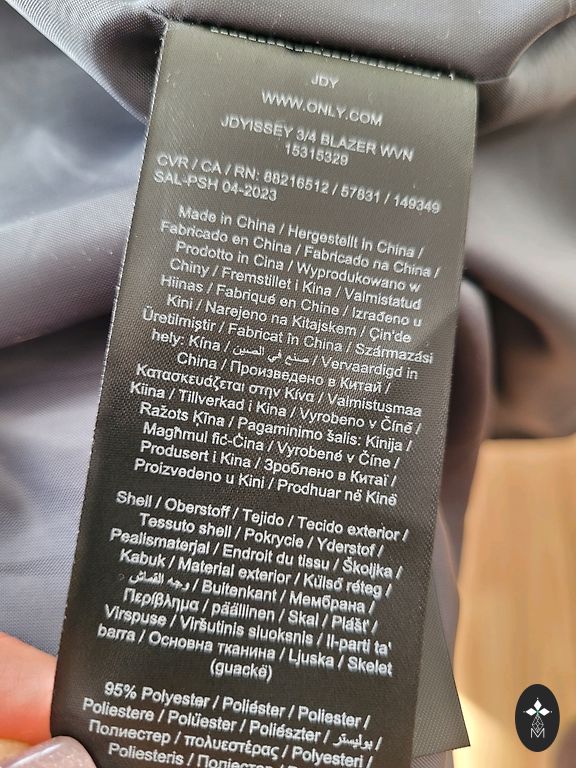 JDY
WWW.ONLY.COM
JDYISSEY 3/4 BLAZER WVN
15315329
CVR / CA / RN: 88216512 / 57831 / 149349
SAL-PSH 04-2023
Made in China / Hergestellt in China /
Fabricado en China / Fabricado na China /
Prodotto in Cina / Wyprodukowano w
Chiny / Fremstillet i Kina / Valmistatud
Hiinas / Fabriqué en Chine / Izrađeno u
Kini / Narejeno na Kitajskem / Çin'de
Üretilmiştir / Fabricat în China / Származási
hely: Kína / صنع في الصين / Vervaardigd in
China / Произведено в Китай /
Κατασκευάζεται στην Κίνα / Valmistusmaa
Kiina / Tillverkad i Kina / Vyrobeno v Číně /
Ražots Ķīna / Pagaminimo šalis: Kinija /
Magħmul fiċ-Ċina / Vyrobené v Číne /
Produsert i Kina / Зроблено в Китаї /
Proizvedeno u Kini / Prodhuar në Kinë
Shell / Oberstoff / Tejido / Tecido exterior /
Tessuto shell / Pokrycie / Yderstof /
Pealismaterjal / Endroit du tissu / Školjka /
Kabuk / Material exterior / Külső réteg /
وجه القماش / Buitenkant / Мембрана /
Περίβλημα / päällinen / Skal / Plášť /
Virspuse / Viršutinis sluoksnis / Il-parti ta'
barra / Основна тканина / Ljuska / Skelet
(guackë)
95% Polyester / Poliéster / Poliester /
Poliestere / Polüester / Poliészter / بوليستر /
Полиестер / πολυεστέρας / Polyesteri /
Poliesteris / Poliester
M